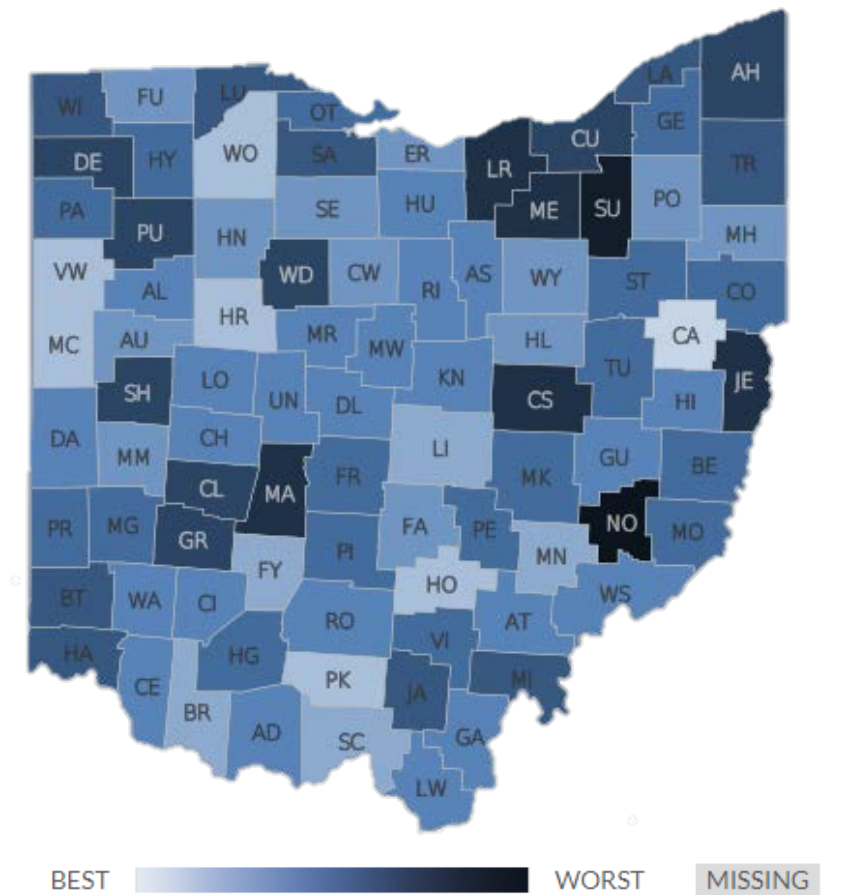 AH
LA
WI
FU
LU
OT
GE
CU
WO
SA
ER
TR
DE
HY
LR
PA
SE
HU
ME
SU
PO
PU
HN
MH
VW
WD
CW
RI
AS
WY
ST
CO
AL
HR
MR
MW
HL
CA
MC
AU
TU
SH
LO
UN
DL
KN
CS
HI
JE
DA
MM
CH
LI
GU
BE
CL
MA
FR
MK
PR
MG
GR
FA
PE
NO
MO
PI
MN
FY
HO
BT
WA
CI
RO
AT
WS
HA
HG
VI
CE
PK
JA
MI
BR
AD
SC
GA
LW
BEST WORST MISSING